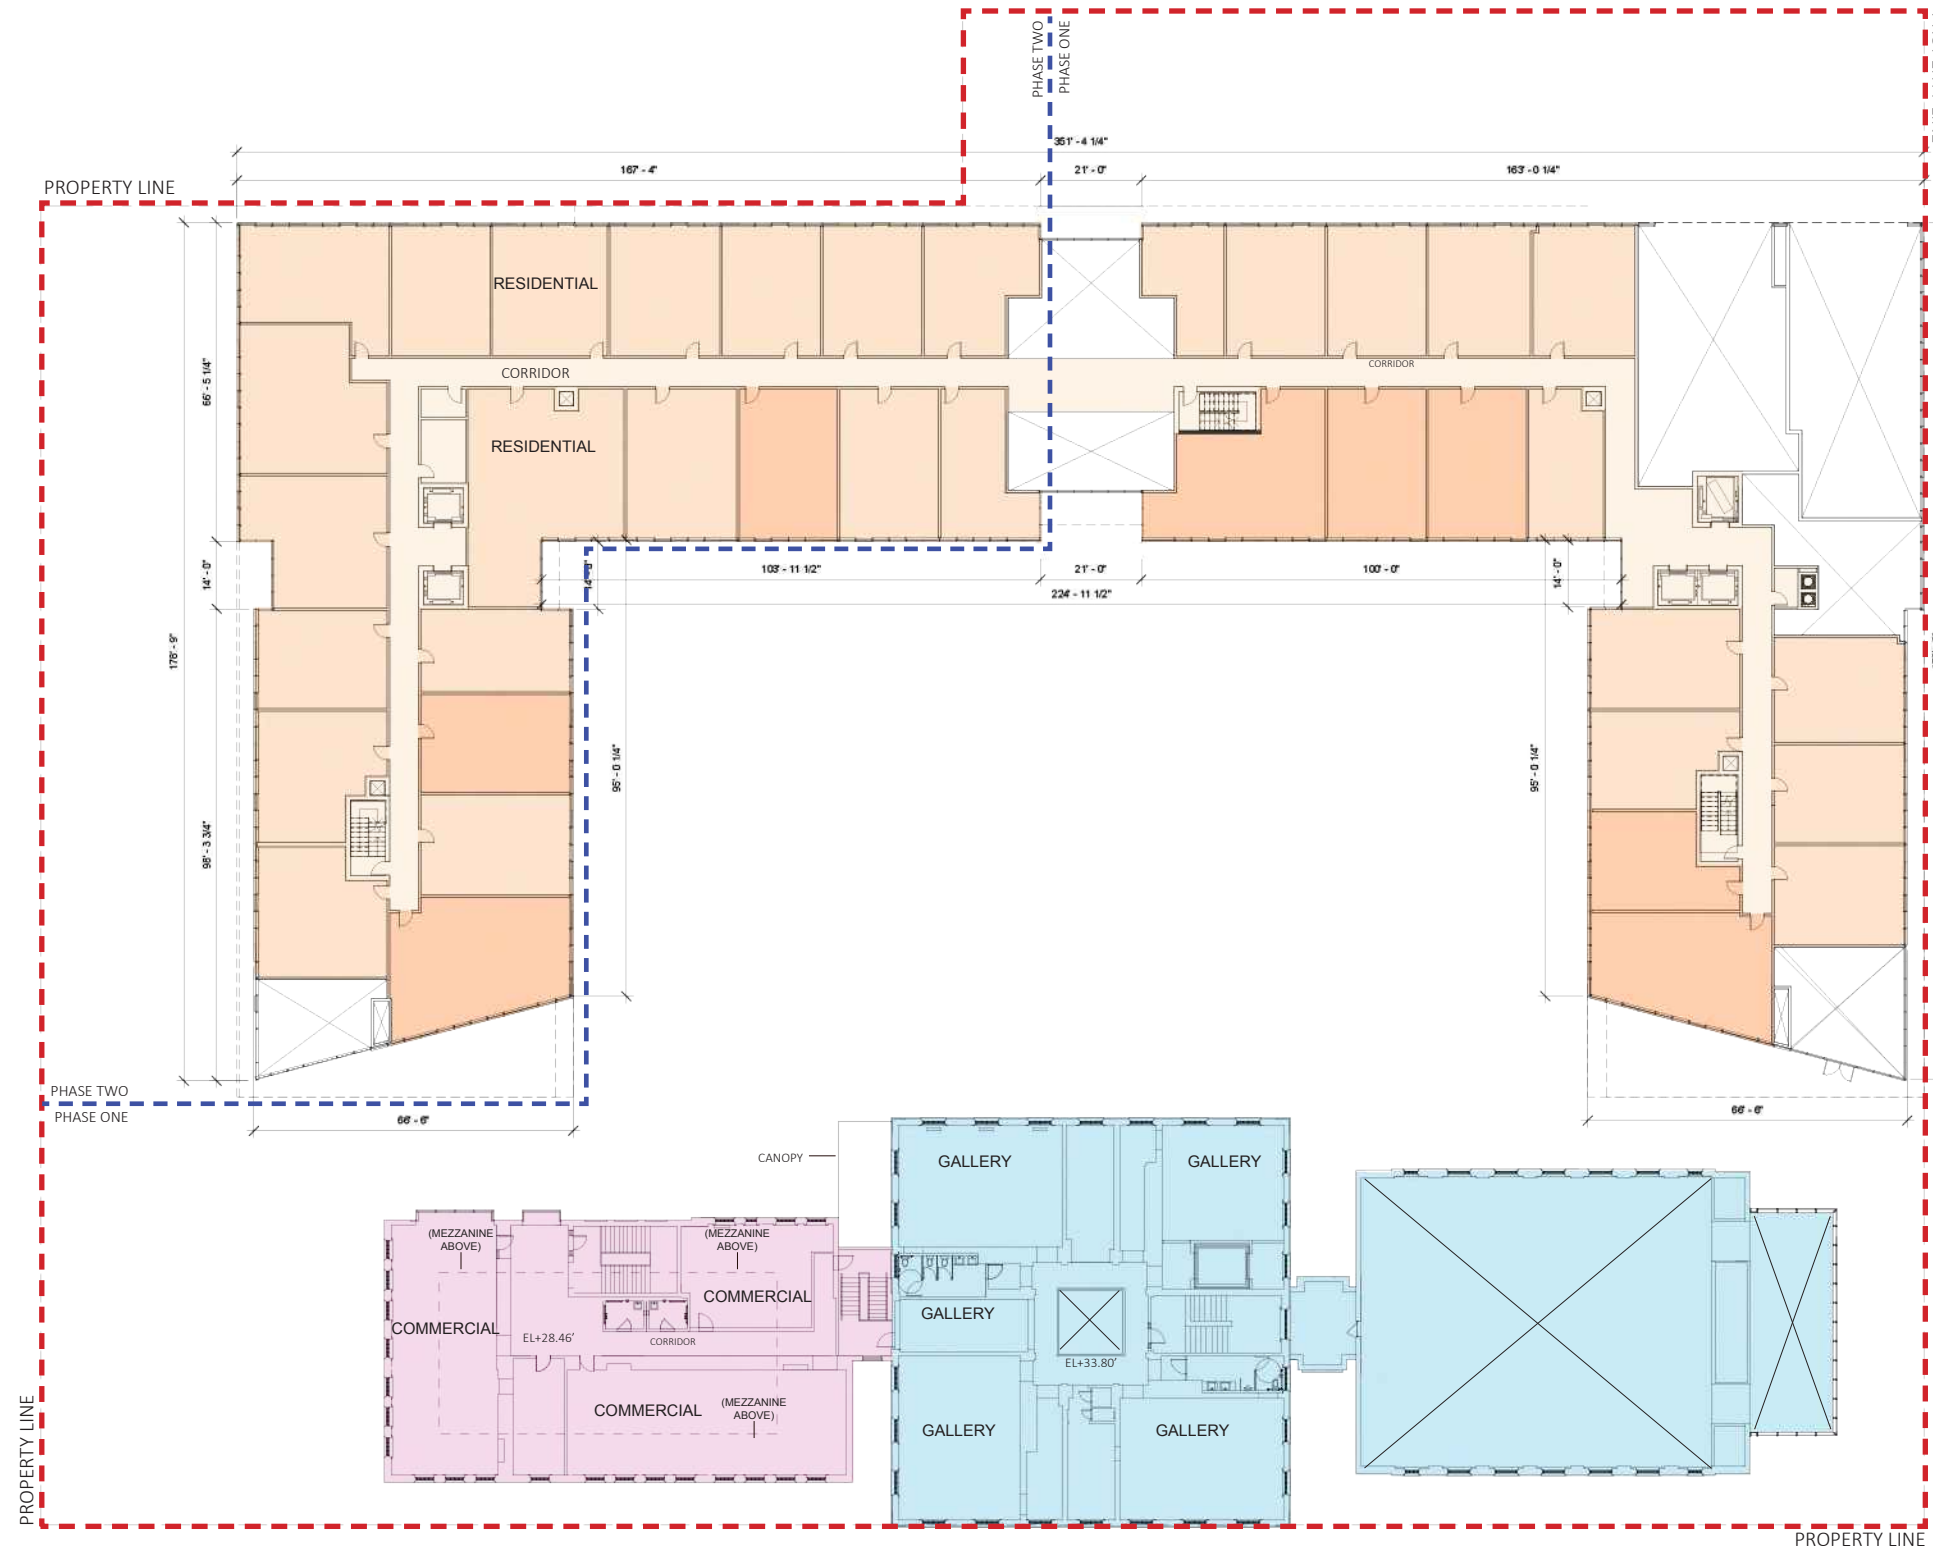 PHASE TWO
PHASE ONE
351' - 4 1/4"
167' - 4"
21' - 0"
163' - 0 1/4"
PROPERTY LINE
RESIDENTIAL
CORRIDOR
CORRIDOR
66' - 5 1/4"
RESIDENTIAL
14' - 0"
14' - 0"
103' - 11 1/2"
21' - 0"
100' - 0"
14' - 0"
224' - 11 1/2"
176' - 9"
95' - 0 1/4"
95' - 0 1/4"
98' - 3 3/4"
PHASE TWO
PHASE ONE
66' - 6"
66' - 6"
CANOPY
GALLERY
GALLERY
(MEZZANINE
ABOVE)
(MEZZANINE
ABOVE)
COMMERCIAL
GALLERY
COMMERCIAL
EL+28.46'
CORRIDOR
EL+33.80'
COMMERCIAL
(MEZZANINE
ABOVE)
GALLERY
GALLERY
PROPERTY LINE
PROPERTY LINE